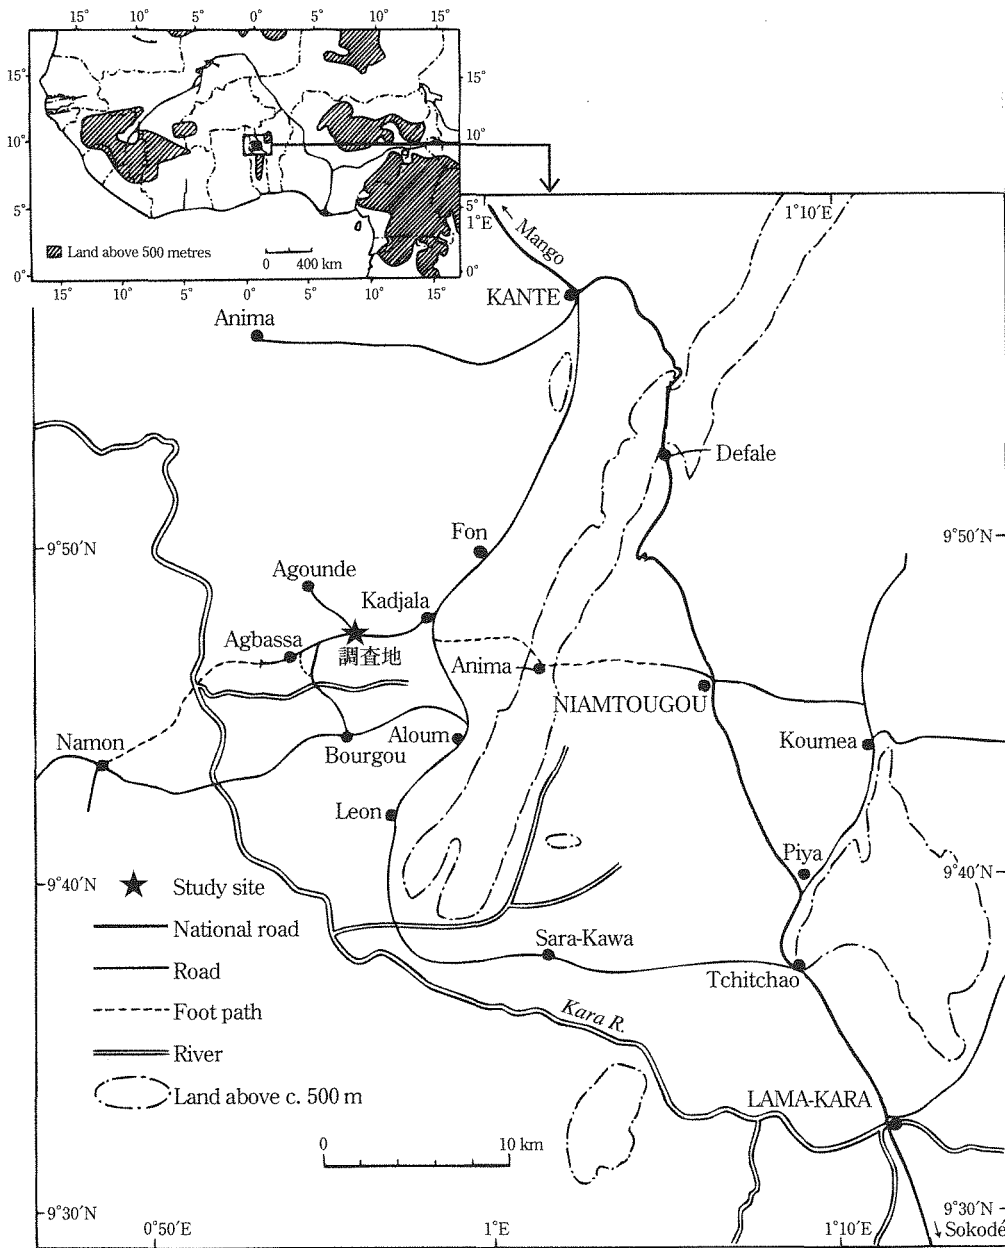 15° 10° 5° 0° 5° 10° 15°
15° 15°
10° 10°
5° 5°
0° 0°
Land above 500 metres
0 400 km
15° 10° 5° 0° 5° 10° 15°
1°E
1°10′E
Mango
KANTE
Anima
Defale
Fon
9°50′N
9°50′N
Agounde
Kadjala
Agbassa
調査地
Anima
NIAMTOUGOU
Namon
Bourgou
Aloum
Koumea
Leon
Piya
9°40′N
9°40′N
Study site
National road
Road
Foot path
River
Land above c. 500 m
Sara-Kawa
Tchitchao
Kara R.
LAMA-KARA
0 10 km
9°30′N
9°30′N
0°50′E
1°E
1°10′E
Sokodé